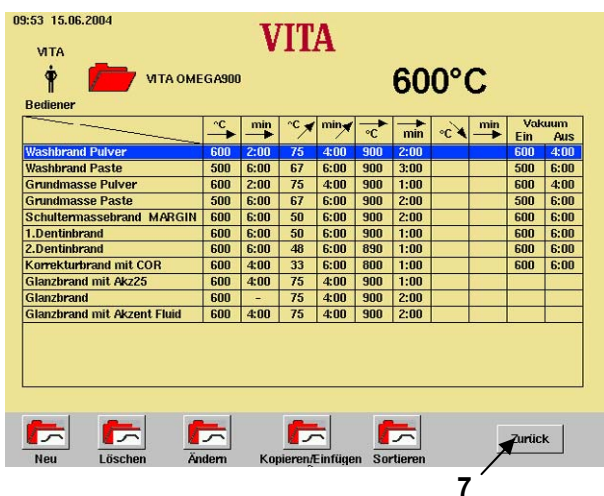 09:53 15.06.2004
VITA
VITA
VITA OMEGA900
600°C
Bediener
°C min °C min °C min °C min Vakuum
Ein Aus
Washbrand Pulver 600 2:00 75 4:00 900 2:00 600 4:00
Washbrand Paste 500 6:00 67 6:00 900 3:00 500 6:00
Grundmasse Pulver 600 2:00 75 4:00 900 1:00 600 4:00
Grundmasse Paste 500 6:00 67 6:00 900 2:00 500 6:00
Schultermassebrand MARGIN 600 6:00 50 6:00 900 2:00 600 6:00
1.Dentinbrand 600 6:00 50 6:00 900 1:00 600 6:00
2.Dentinbrand 600 6:00 48 6:00 890 1:00 600 6:00
Korrekturbrand mit COR 600 4:00 33 6:00 800 1:00 600 6:00
Glanzbrand mit Akz25 600 4:00 75 4:00 900 1:00
Glanzbrand 600 - 75 4:00 900 2:00
Glanzbrand mit Akzent Fluid 600 4:00 75 4:00 900 2:00
Zurück
Neu Löschen Ändern Kopieren/Einfügen Sortieren
7